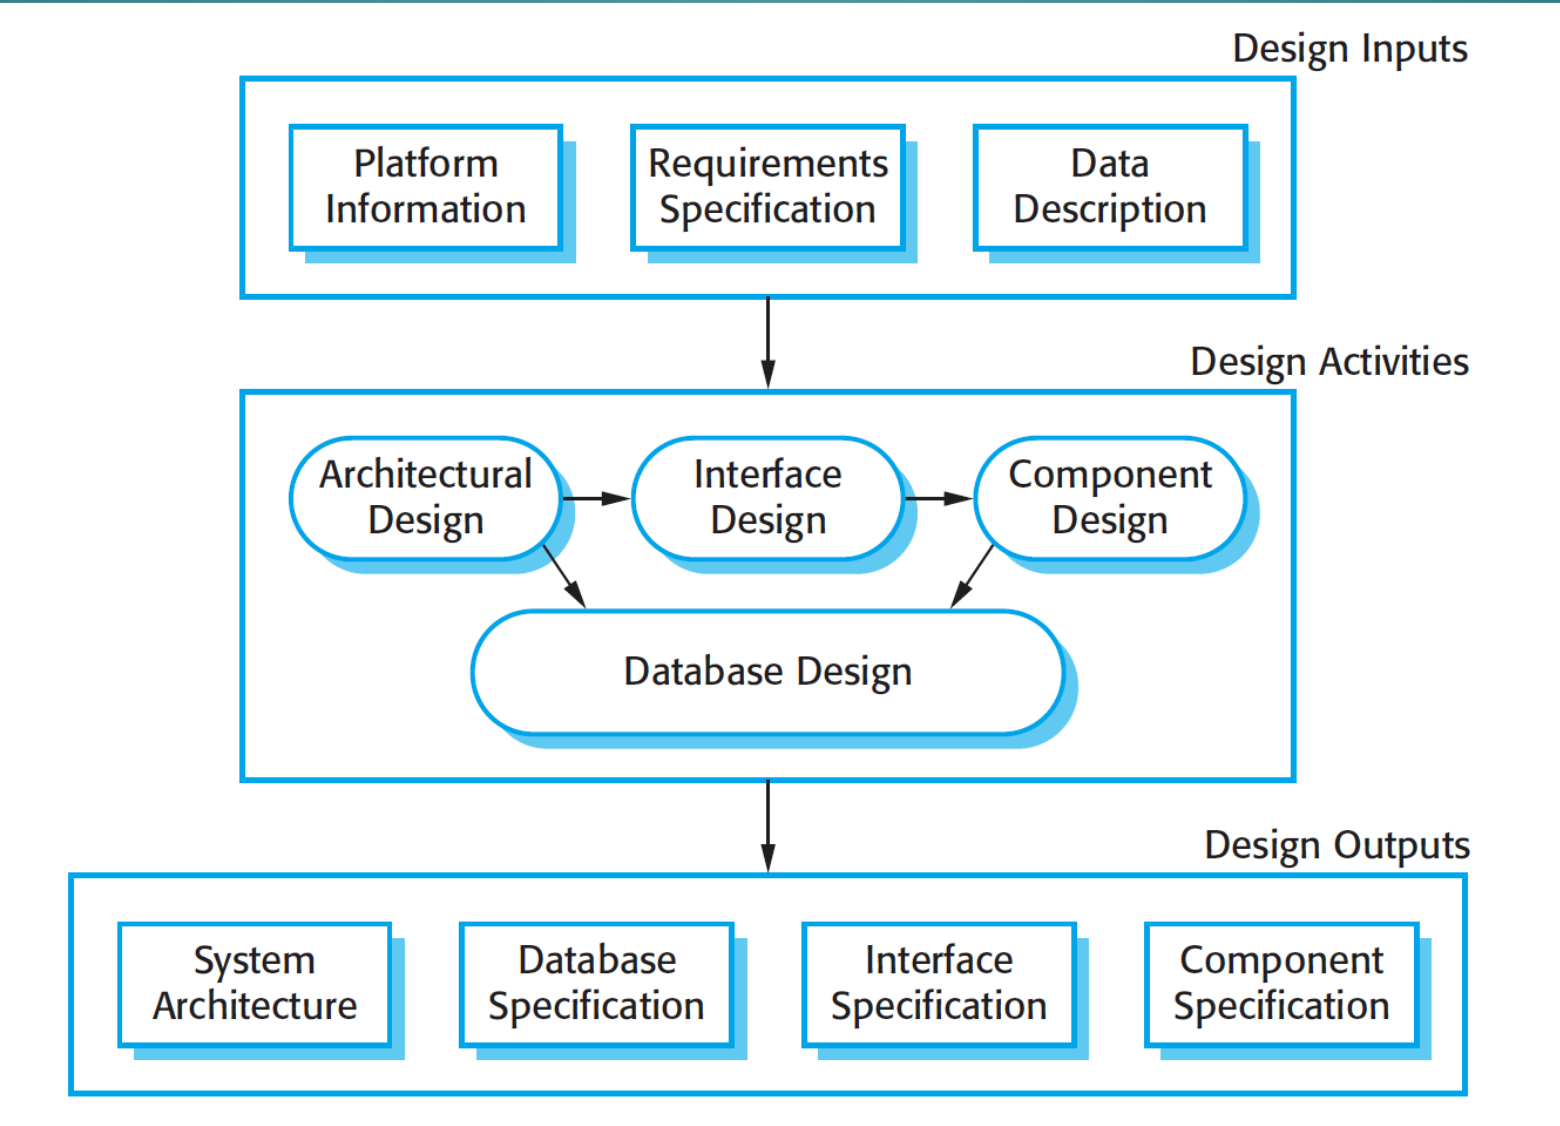 Design Inputs
Platform
Information
Requirements
Specification
Data
Description
Design Activities
Architectural
Design
Interface
Design
Component
Design
Database Design
Design Outputs
System
Architecture
Database
Specification
Interface
Specification
Component
Specification